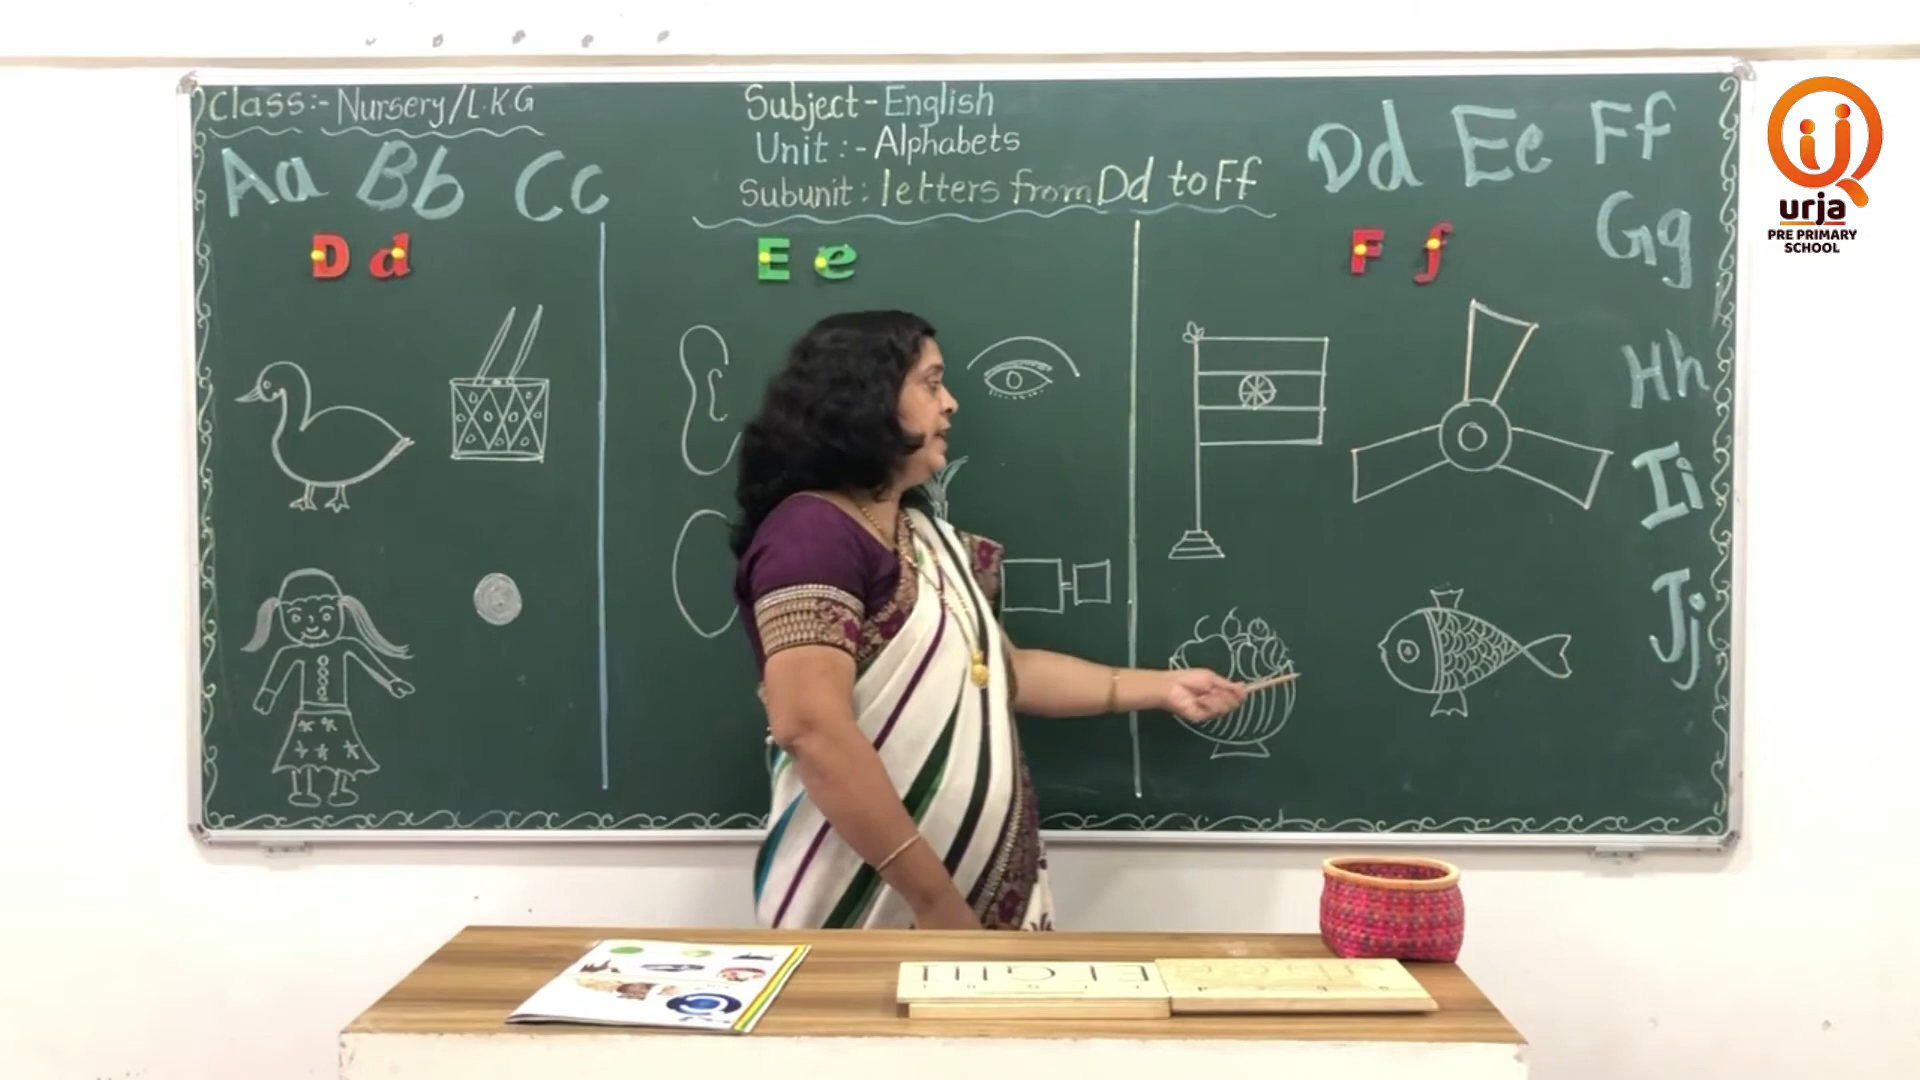 Class:- Nursery/L.K.G
Subject-English
Unit:-Alphabets
Subunit: letters from Dd to Ff
Aa Bb Cc
Dd Ee Ff
Gg
Hh
Ii
Jj
D d
E e
F f
urja
PRE PRIMARY
SCHOOL